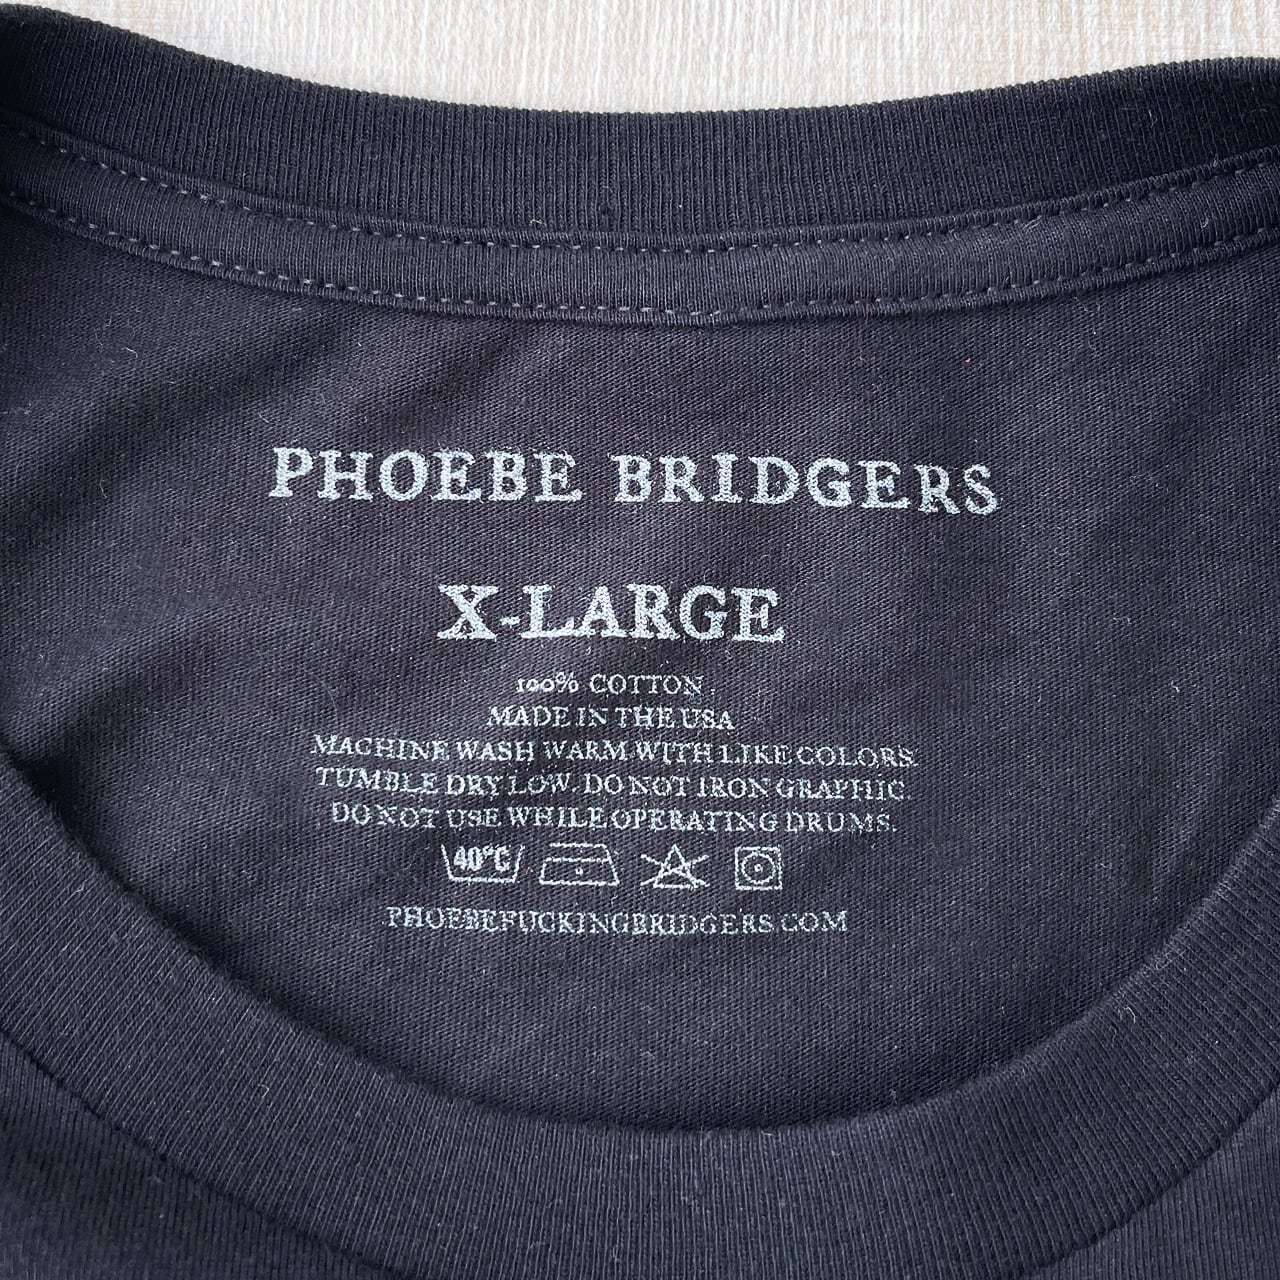 PHOEBE BRIDGERS
X-LARGE
100% COTTON.
MADE IN THE USA
MACHINE WASH WARM WITH LIKE COLORS.
TUMBLE DRY LOW. DO NOT IRON GRAPHIC.
DO NOT USE WHILE OPERATING DRUMS.
40°C
PHOEBEFUCKINGBRIDGERS.COM